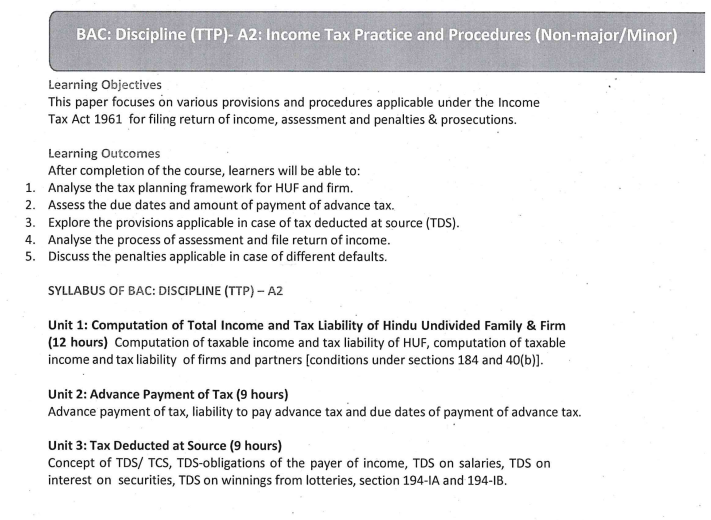 BAC: Discipline (TTP)- A2: Income Tax Practice and Procedures (Non-major/Minor)
Learning Objectives
This paper focuses on various provisions and procedures applicable under the Income
Tax Act 1961 for filing return of income, assessment and penalties & prosecutions.
Learning Outcomes
After completion of the course, learners will be able to:
1. Analyse the tax planning framework for HUF and firm.
2. Assess the due dates and amount of payment of advance tax.
3. Explore the provisions applicable in case of tax deducted at source (TDS).
4. Analyse the process of assessment and file return of income.
5. Discuss the penalties applicable in case of different defaults.
SYLLABUS OF BAC: DISCIPLINE (TTP) – A2
Unit 1: Computation of Total Income and Tax Liability of Hindu Undivided Family & Firm
(12 hours) Computation of taxable income and tax liability of HUF, computation of taxable
income and tax liability of firms and partners [conditions under sections 184 and 40(b)].
Unit 2: Advance Payment of Tax (9 hours)
Advance payment of tax, liability to pay advance tax and due dates of payment of advance tax.
Unit 3: Tax Deducted at Source (9 hours)
Concept of TDS/ TCS, TDS-obligations of the payer of income, TDS on salaries, TDS on
interest on securities, TDS on winnings from lotteries, section 194-IA and 194-IB.